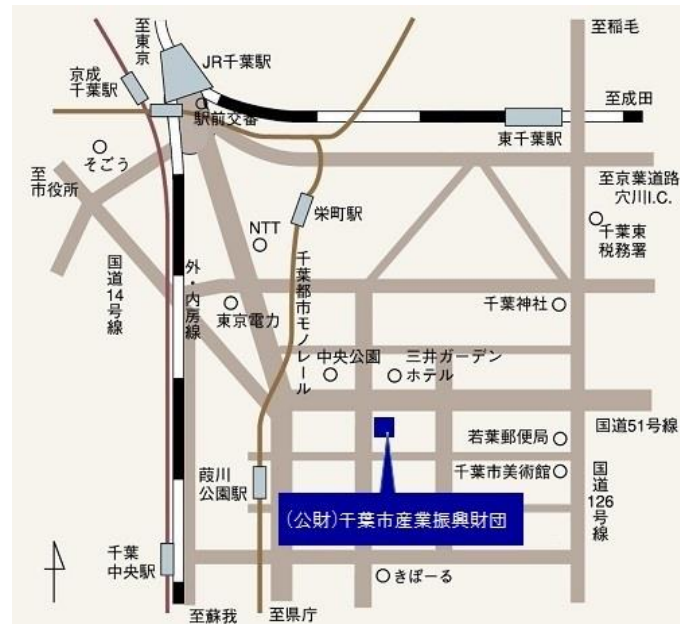 至東京
JR千葉駅
至稲毛
京成
千葉駅
至成田
駅前交番
東千葉駅
そごう
至
市役所
至京葉道路
穴川I.C.
栄町駅
NTT
千葉東
税務署
国道14号線
外・内房線
千葉都市モノレール
東京電力
千葉神社
中央公園
三井ガーデン
ホテル
国道51号線
若葉郵便局
千葉市美術館
葭川
公園駅
国道126号線
(公財)千葉市産業振興財団
千葉
中央駅
きぼーる
至蘇我
至県庁